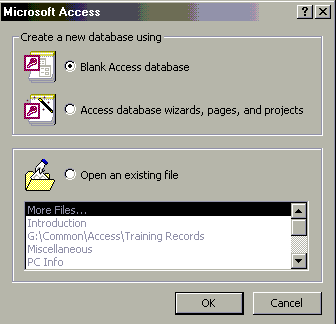 Microsoft Access
Create a new database using
Blank Access database
Access database wizards, pages, and projects
Open an existing file
More Files...
Introduction
G:\Common\Access\Training Records
Miscellaneous
PC Info
OK
Cancel